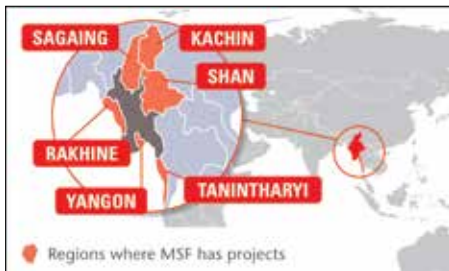 SAGAING
KACHIN
SHAN
RAKHINE
YANGON
TANINTHARYI
Regions where MSF has projects